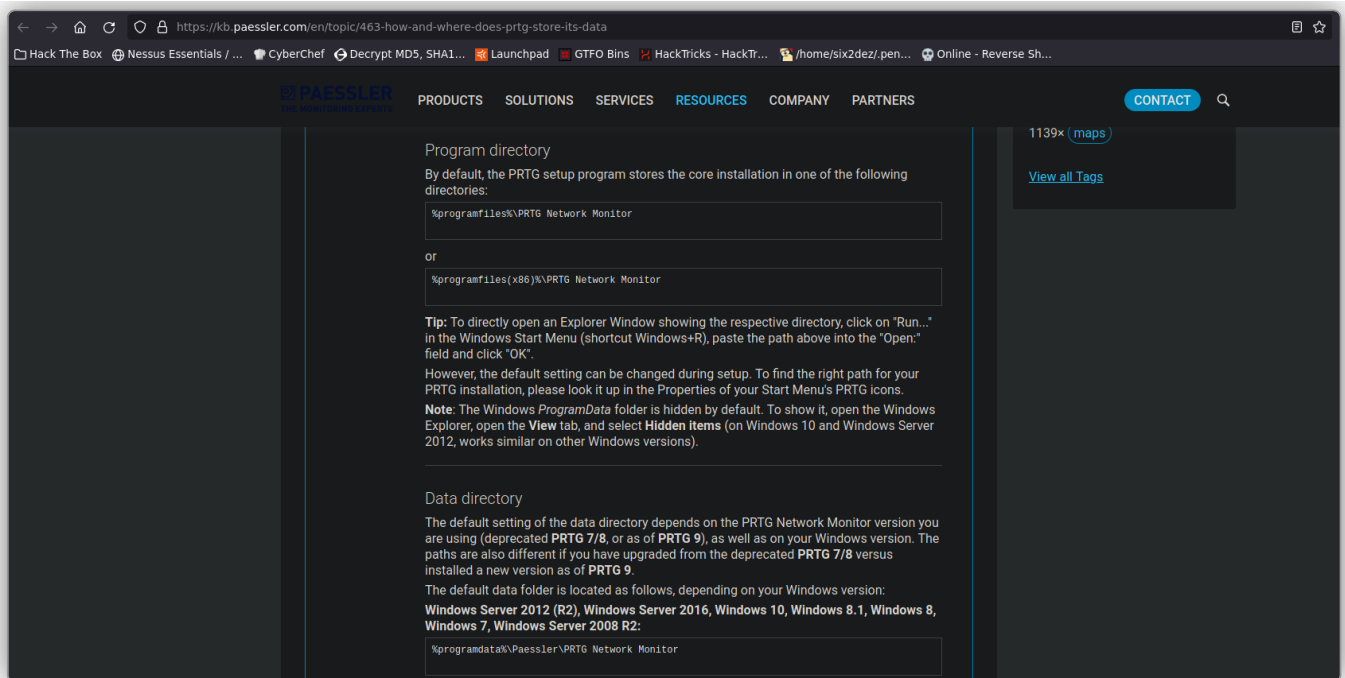 https://kb.paessler.com/en/topic/463-how-and-where-does-prtg-store-its-data
Hack The Box Nessus Essentials / ... CyberChef Decrypt MD5, SHA1... Launchpad GTFO Bins HackTricks - HackTr... /home/six2dez/.pen... Online - Reverse Sh...
PAESSLER
THE MONITORING EXPERTS
PRODUCTS SOLUTIONS SERVICES RESOURCES COMPANY PARTNERS CONTACT
1139× maps
View all Tags
Program directory
By default, the PRTG setup program stores the core installation in one of the following
directories:
%programfiles%\PRTG Network Monitor
or
%programfiles(x86)%\PRTG Network Monitor
Tip: To directly open an Explorer Window showing the respective directory, click on "Run..."
in the Windows Start Menu (shortcut Windows+R), paste the path above into the "Open:"
field and click "OK".
However, the default setting can be changed during setup. To find the right path for your
PRTG installation, please look it up in the Properties of your Start Menu's PRTG icons.
Note: The Windows ProgramData folder is hidden by default. To show it, open the Windows
Explorer, open the View tab, and select Hidden items (on Windows 10 and Windows Server
2012, works similar on other Windows versions).
Data directory
The default setting of the data directory depends on the PRTG Network Monitor version you
are using (deprecated PRTG 7/8, or as of PRTG 9), as well as on your Windows version. The
paths are also different if you have upgraded from the deprecated PRTG 7/8 versus
installed a new version as of PRTG 9.
The default data folder is located as follows, depending on your Windows version:
Windows Server 2012 (R2), Windows Server 2016, Windows 10, Windows 8.1, Windows 8,
Windows 7, Windows Server 2008 R2:
%programdata%\Paessler\PRTG Network Monitor